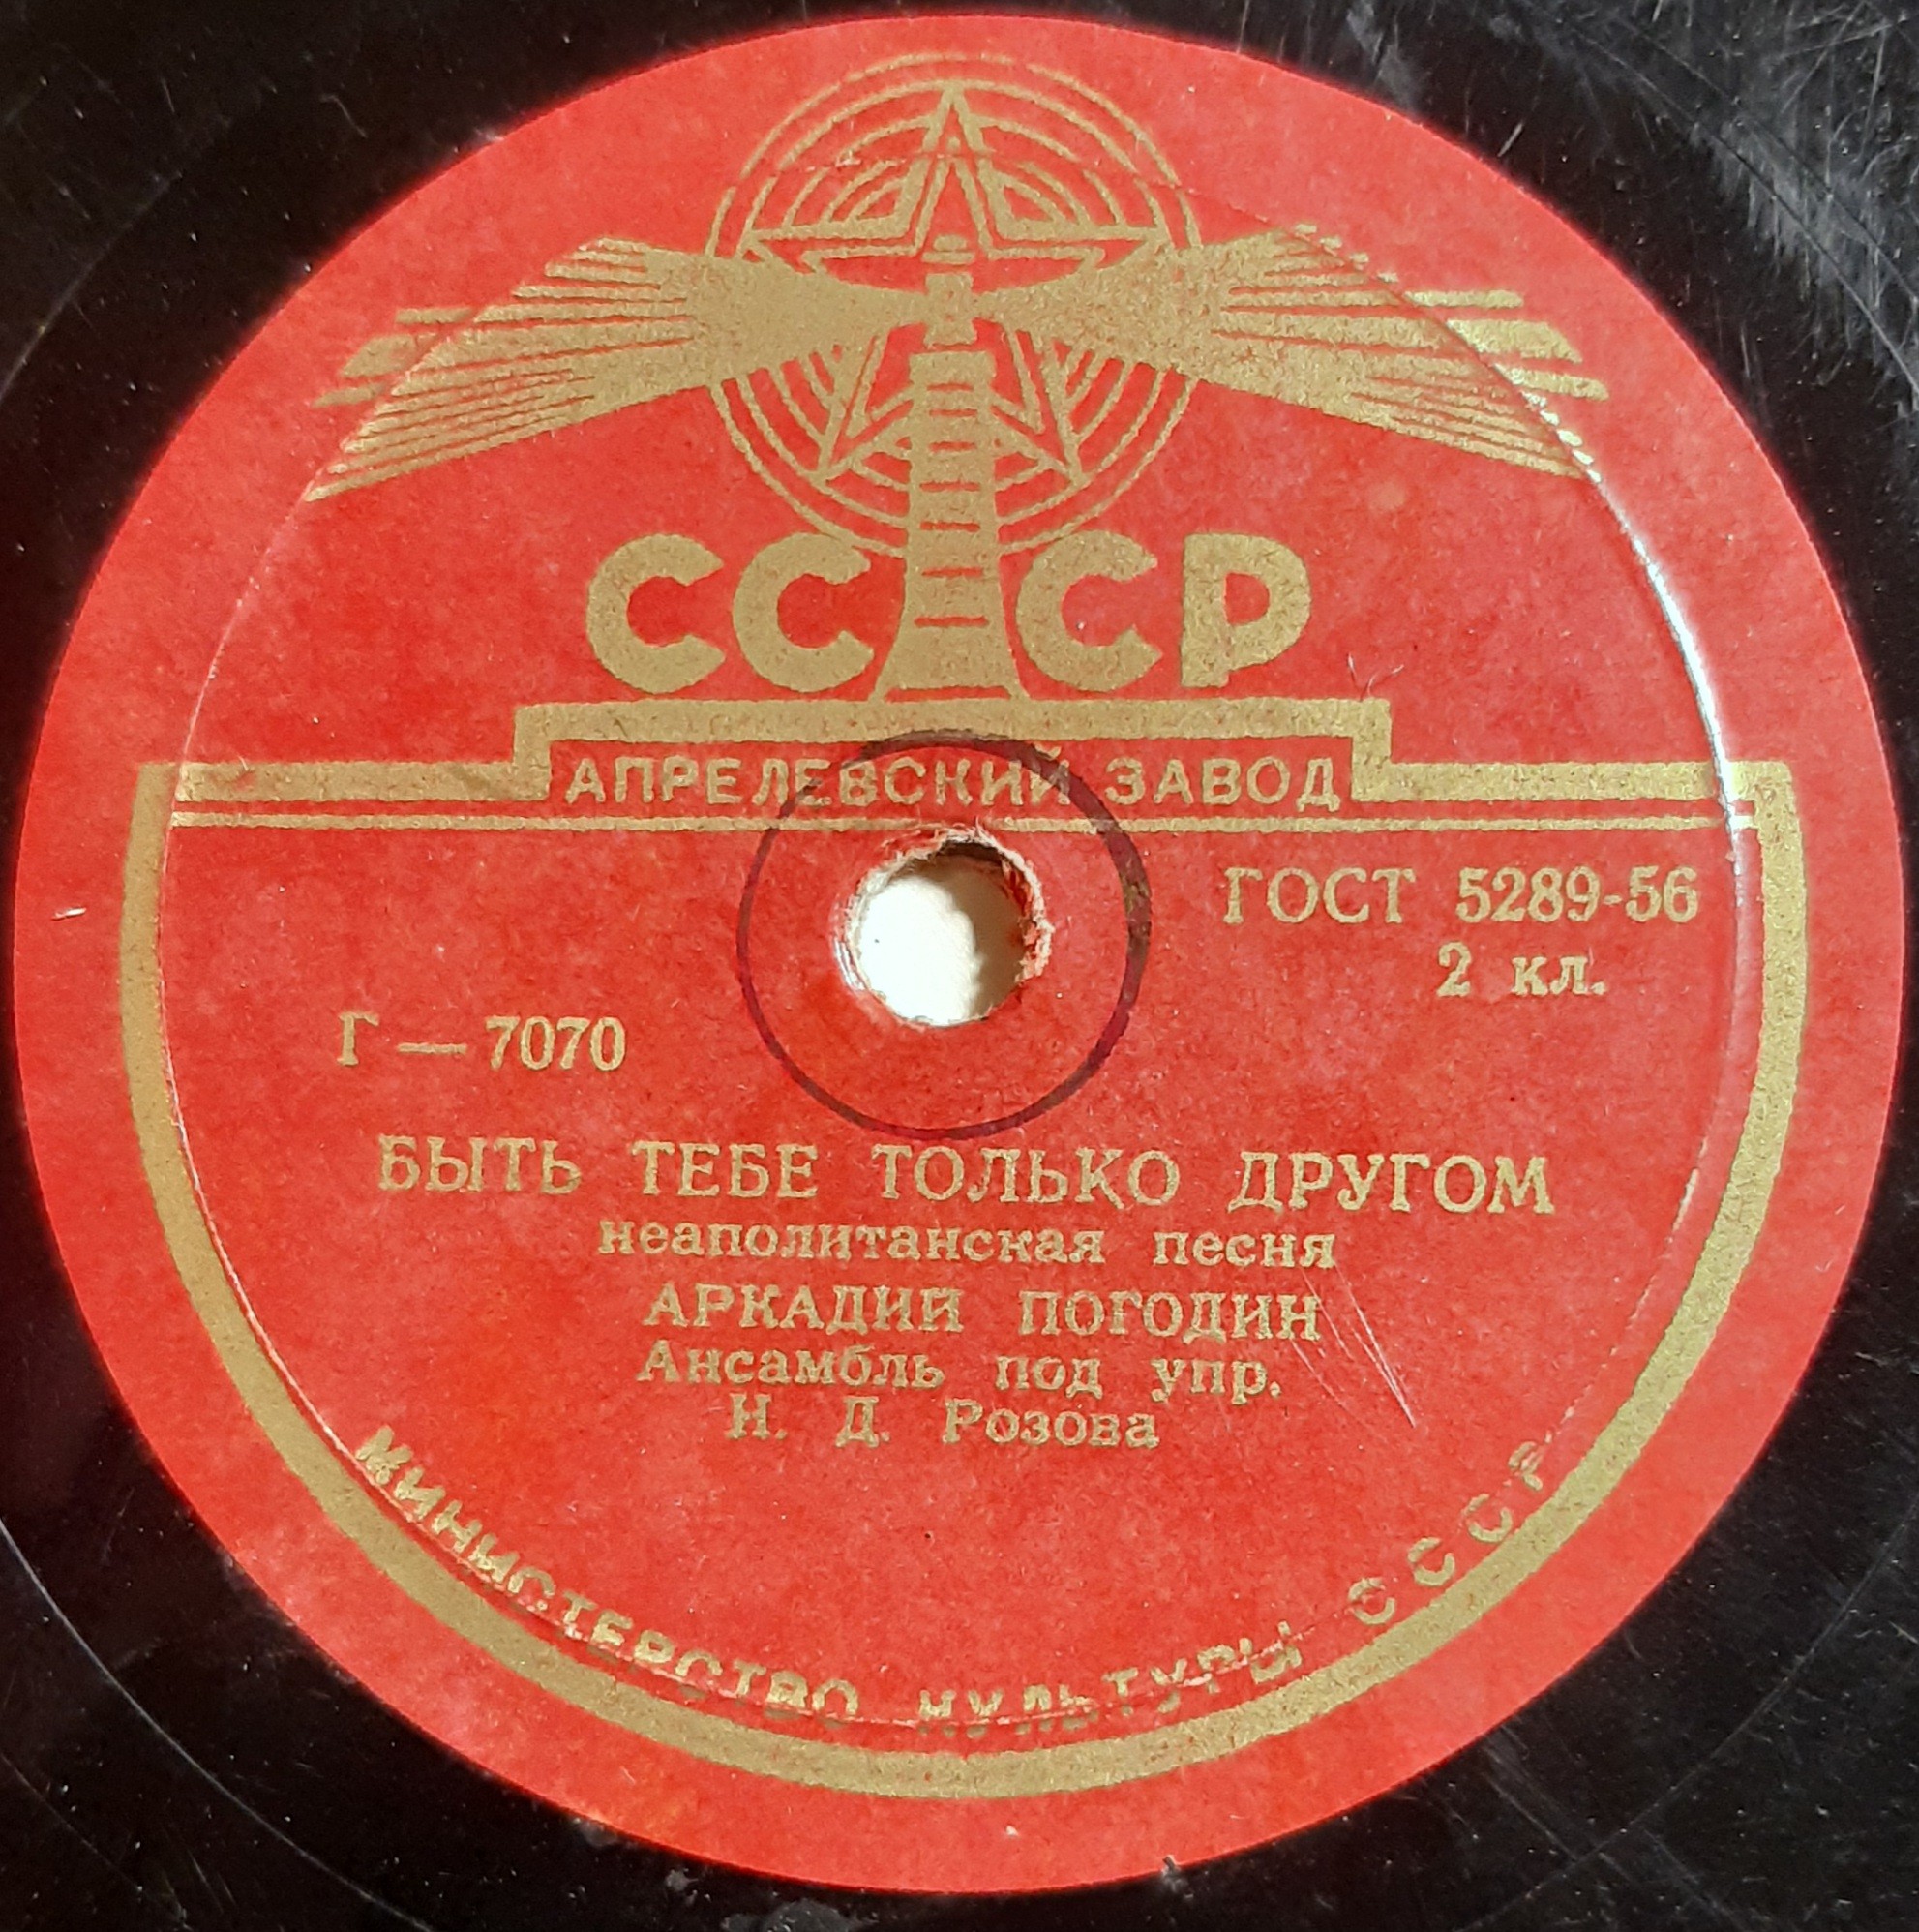 СССР
АПРЕЛЕВСКИЙ ЗАВОД
ГОСТ 5289-56
2 кл.
Г — 7070
БЫТЬ ТЕБЕ ТОЛЬКО ДРУГОМ
неаполитанская песня
АРКАДИЙ ПОГОДИН
Ансамбль под упр.
Н. Д. Розова
МИНИСТЕРСТВО КУЛЬТУРЫ СССР